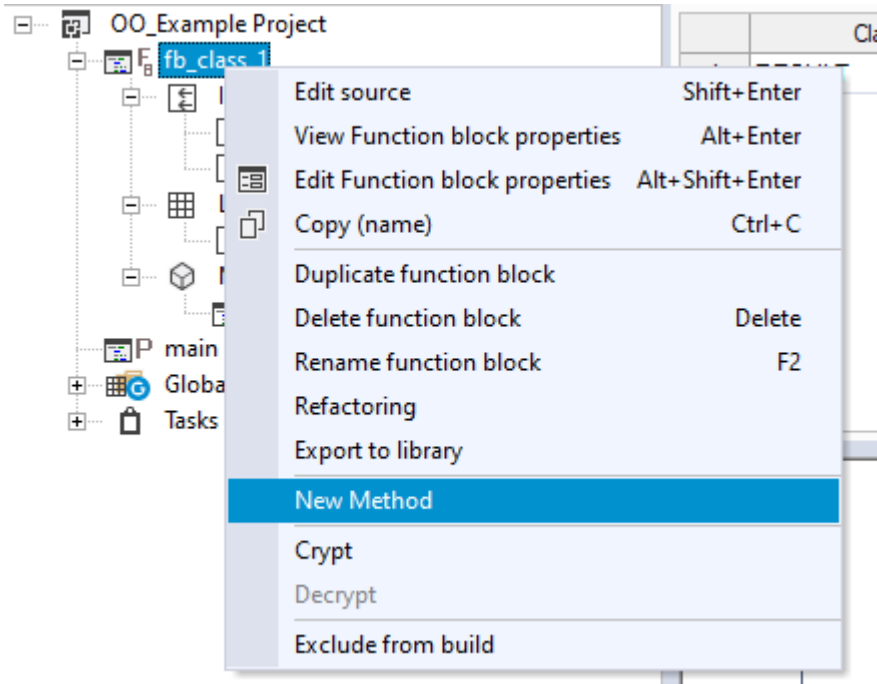 OO_Example Project
fb_class_1
Edit source Shift+Enter
View Function block properties Alt+Enter
Edit Function block properties Alt+Shift+Enter
Copy (name) Ctrl+C
Duplicate function block
Delete function block Delete
Rename function block F2
Refactoring
Export to library
New Method
Crypt
Decrypt
Exclude from build
P main
Globa
Tasks
Cla